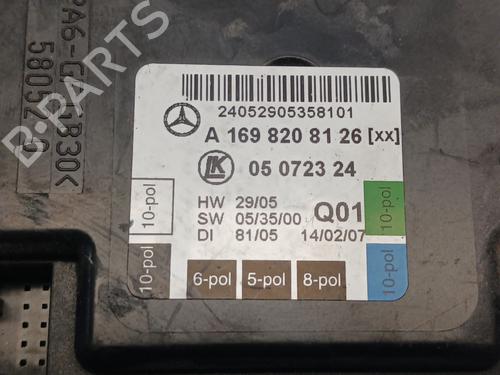 24052905358101
A 169 820 81 26 [xx]
LK
05 0723 24
HW 29/05
SW 05/35/00 Q01
DI 81/05 14/02/07
10-pol
10-pol
10-pol
10-pol
6-pol
5-pol
8-pol
B-PARTS